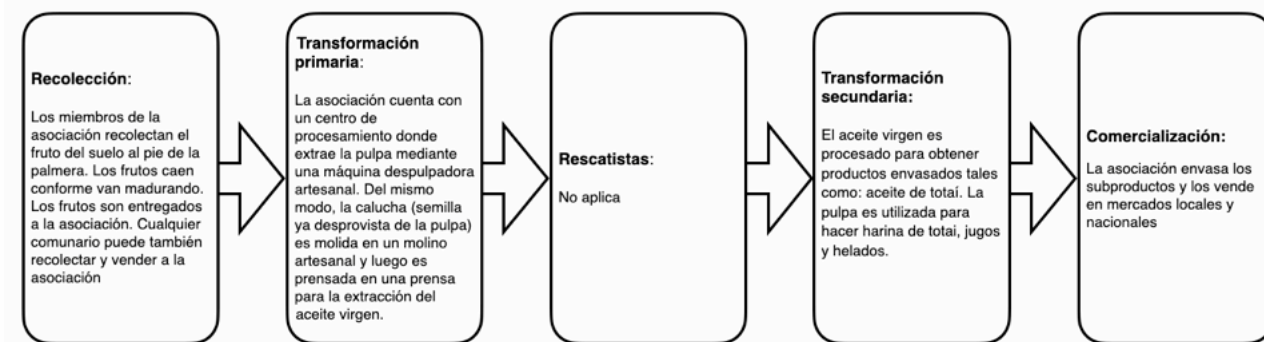 Recolección:
Los miembros de la
asociación recolectan el
fruto del suelo al pie de la
palmera. Los frutos caen
conforme van madurando.
Los frutos son entregados
a la asociación. Cualquier
comunario puede también
recolectar y vender a la
asociación
Transformación
primaria:
La asociación cuenta con
un centro de
procesamiento donde
extrae la pulpa mediante
una máquina despulpadora
artesanal. Del mismo
modo, la calucha (semilla
ya desprovista de la pulpa)
es molida en un molino
artesanal y luego es
prensada en una prensa
para la extracción del
aceite virgen.
Rescatistas:
No aplica
Transformación
secundaria:
El aceite virgen es
procesado para obtener
productos envasados tales
como: aceite de totaí. La
pulpa es utilizada para
hacer harina de totai, jugos
y helados.
Comercialización:
La asociación envasa los
subproductos y los vende
en mercados locales y
nacionales